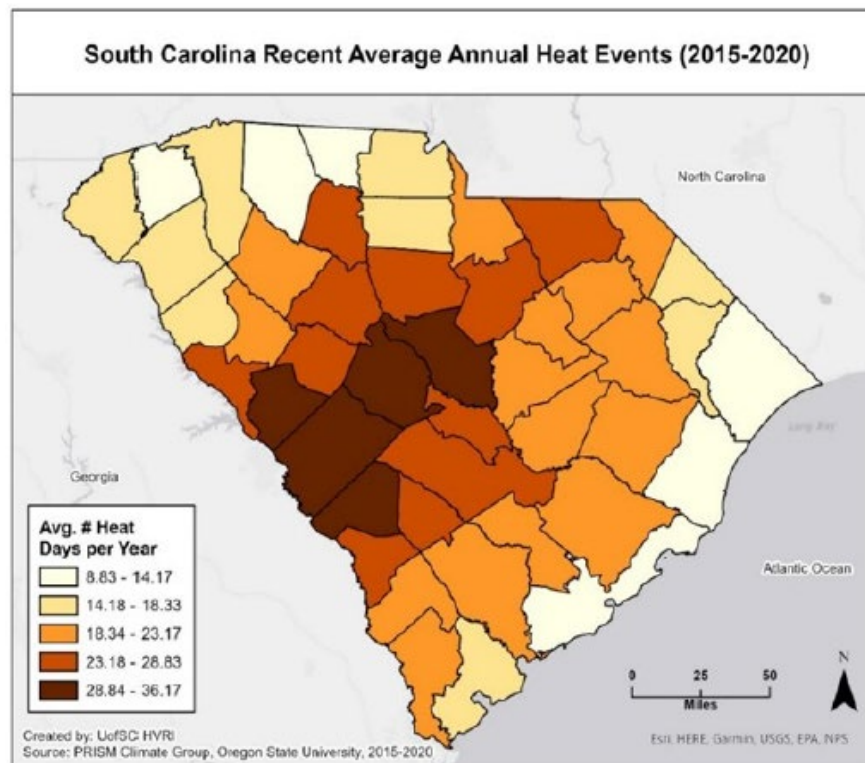 South Carolina Recent Average Annual Heat Events (2015-2020)
North Carolina
Long Bay
Georgia
Atlantic Ocean
Avg. # Heat
Days per Year
8.83 - 14.17
14.18 - 18.33
18.34 - 23.17
23.18 - 28.83
28.84 - 36.17
N
0 25 50
Miles
Created by: UofSC HVRI
Source: PRISM Climate Group, Oregon State University, 2015-2020
Esri, HERE, Garmin, USGS, EPA, NPS